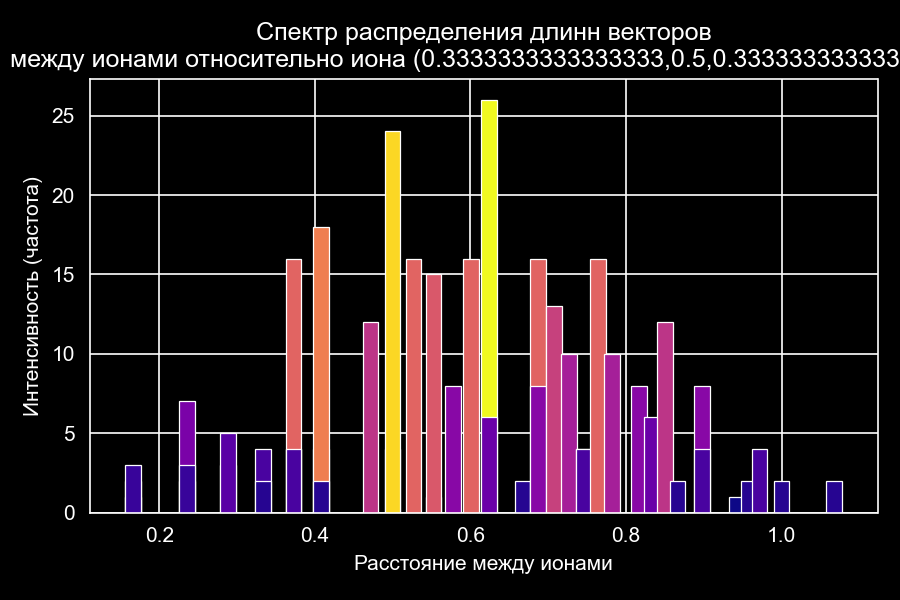 Спектр распределения длинн векторов
между ионами относительно иона (0.3333333333333333,0.5,0.333333333333
Интенсивность (частота)
25
20
15
10
5
0
0.2 0.4 0.6 0.8 1.0
Расстояние между ионами